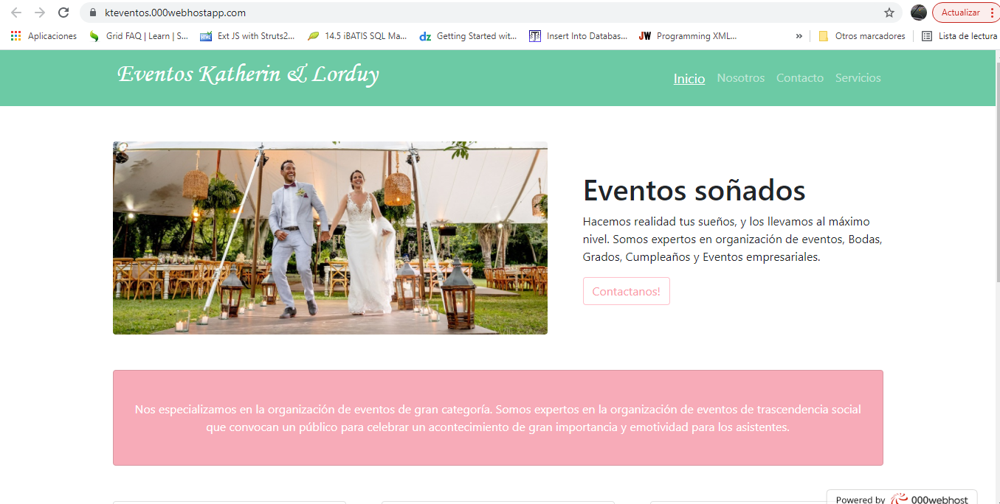 kteventos.000webhostapp.com
Actualizar
Aplicaciones
Grid FAQ | Learn | S...
Ext JS with Struts2...
14.5 iBATIS SQL Ma...
dz Getting Started wit...
Insert Into Databas...
JW Programming XML...
»
Otros marcadores
Lista de lectura
Eventos Katherin & Lorduy
Inicio Nosotros Contacto Servicios
Eventos soñados
Hacemos realidad tus sueños, y los llevamos al máximo
nivel. Somos expertos en organización de eventos, Bodas,
Grados, Cumpleaños y Eventos empresariales.
Contactanos!
Nos especializamos en la organización de eventos de gran categoría. Somos expertos en la organización de eventos de trascendencia social
que convocan un público para celebrar un acontecimiento de gran importancia y emotividad para los asistentes.
Powered by 000webhost